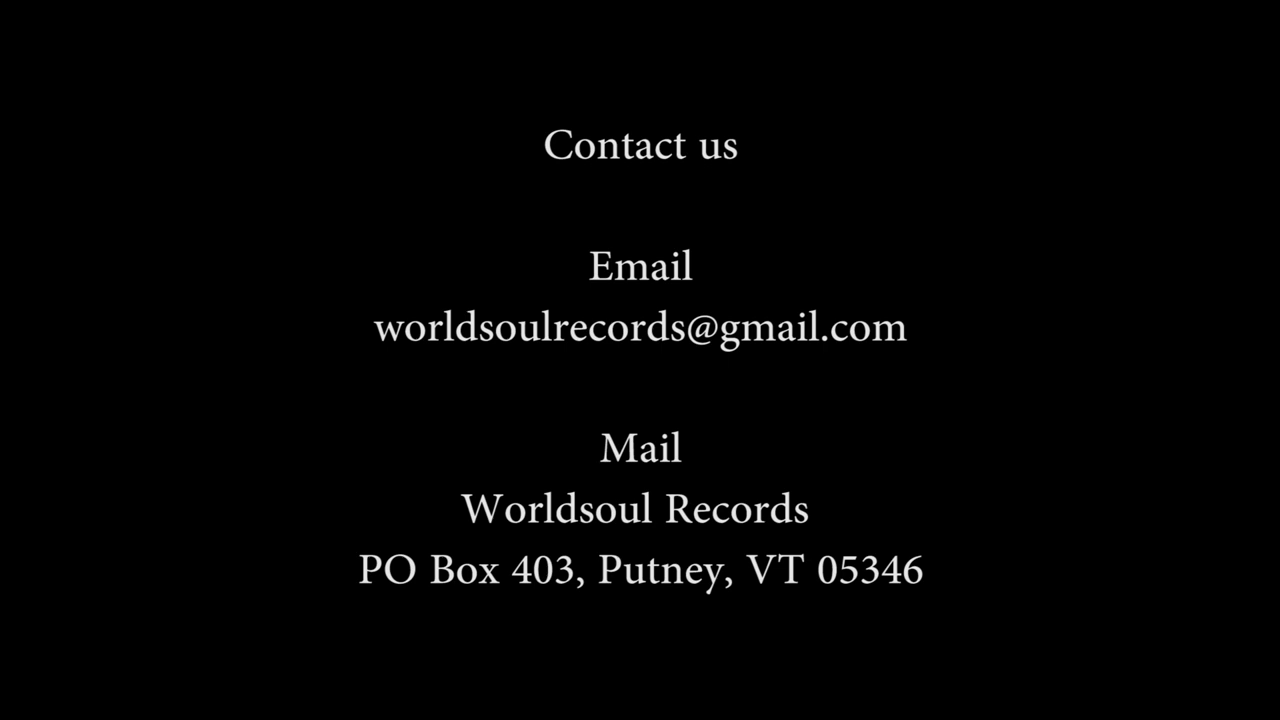 Contact us
Email
worldsoulrecords@gmail.com
Mail
Worldsoul Records
PO Box 403, Putney, VT 05346